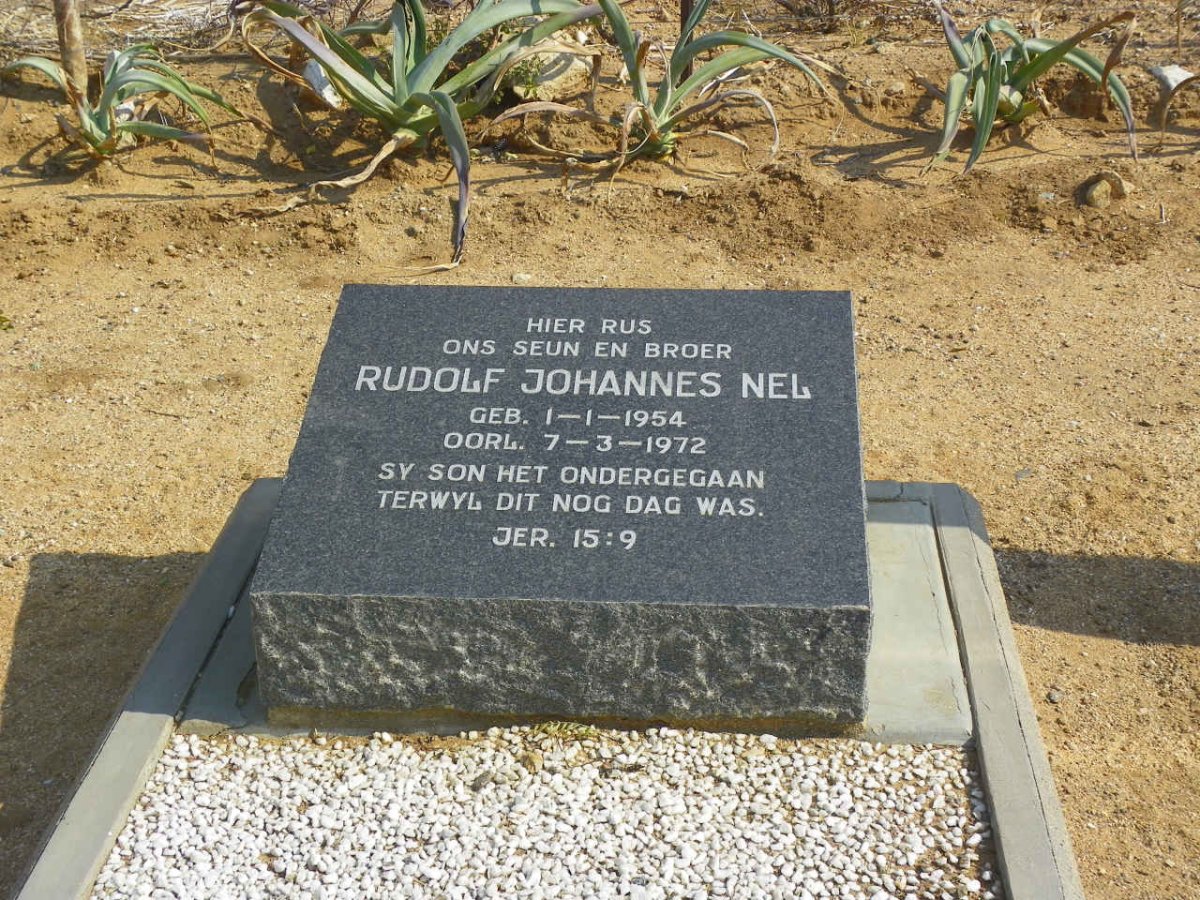 HIER RUS
ONS SEUN EN BROER
RUDOLF JOHANNES NEL
GEB. 1-1-1954
OORL. 7-3-1972
SY SON HET ONDERGEGAAN
TERWYL DIT NOG DAG WAS.
JER. 15:9